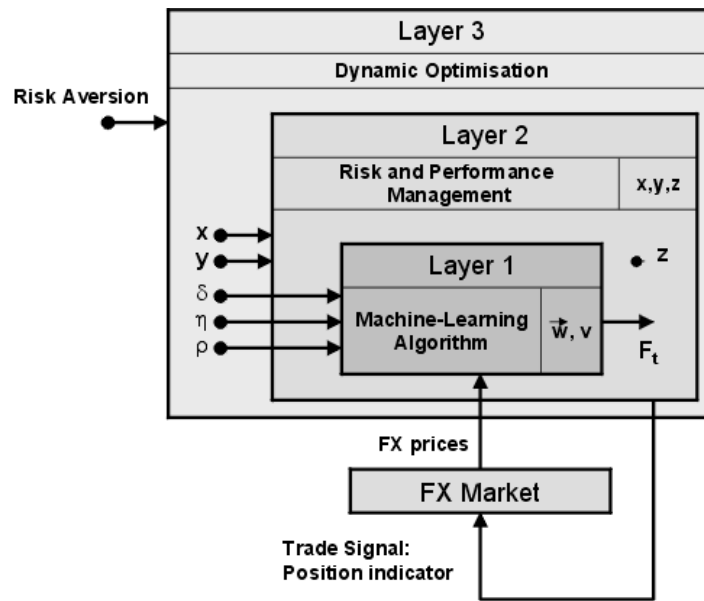 Layer 3
Dynamic Optimisation
Risk Aversion
Layer 2
Risk and Performance
Management
x,y,z
x
y
z
Layer 1
δ
η
ρ
Machine-Learning
Algorithm
w, v
F_t
FX prices
FX Market
Trade Signal:
Position indicator